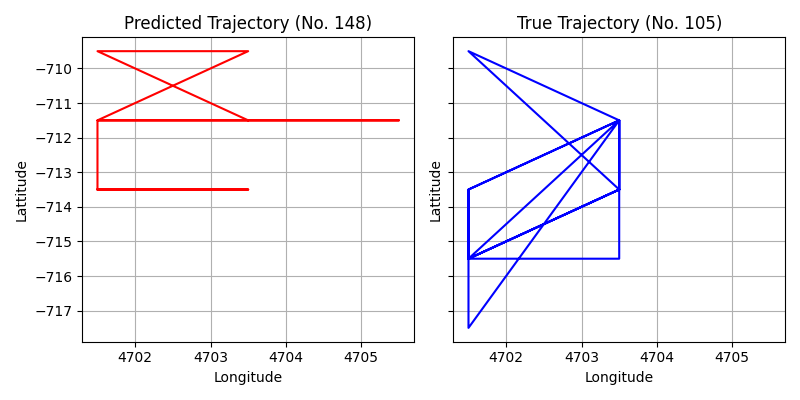 Predicted Trajectory (No. 148)
−710
−711
−712
−713
−714
−715
−716
−717
Lattitude
4702
4703
4704
4705
Longitude
True Trajectory (No. 105)
Lattitude
4702
4703
4704
4705
Longitude